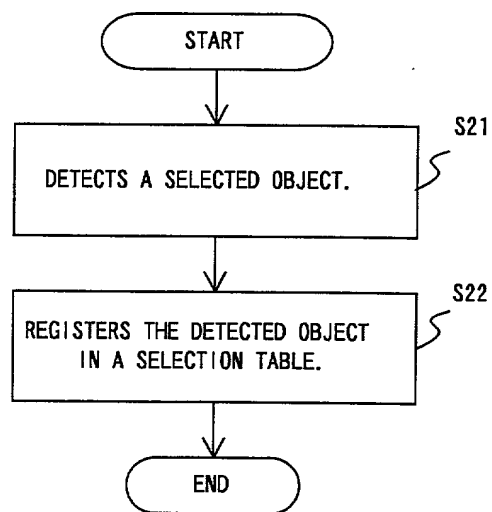 START
S21
DETECTS A SELECTED OBJECT.
S22
REGISTERS THE DETECTED OBJECT
IN A SELECTION TABLE.
END